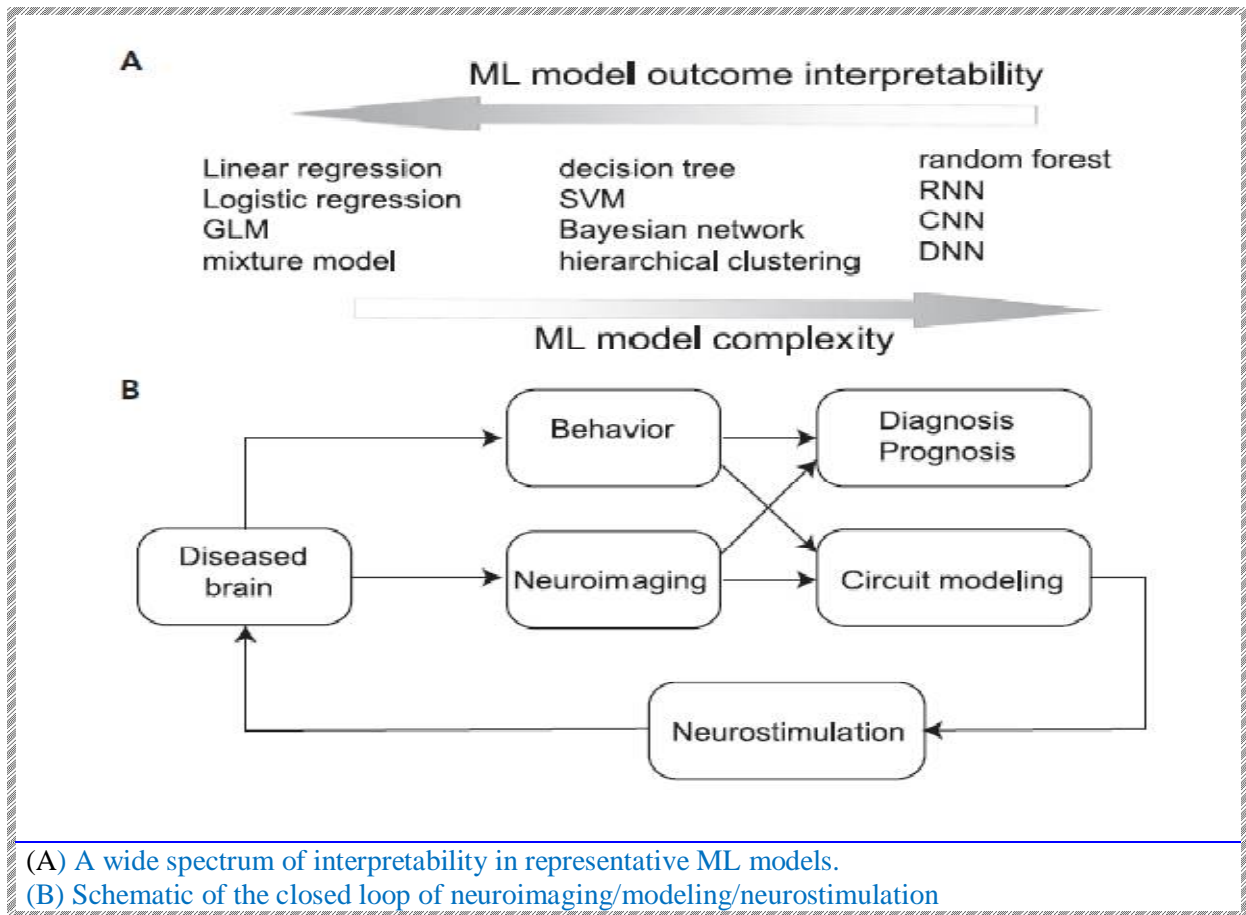 A
ML model outcome interpretability
Linear regression
Logistic regression
GLM
mixture model
decision tree
SVM
Bayesian network
hierarchical clustering
random forest
RNN
CNN
DNN
ML model complexity
B
Behavior
Diagnosis
Prognosis
Diseased
brain
Neuroimaging
Circuit modeling
Neurostimulation
(A) A wide spectrum of interpretability in representative ML models.
(B) Schematic of the closed loop of neuroimaging/modeling/neurostimulation